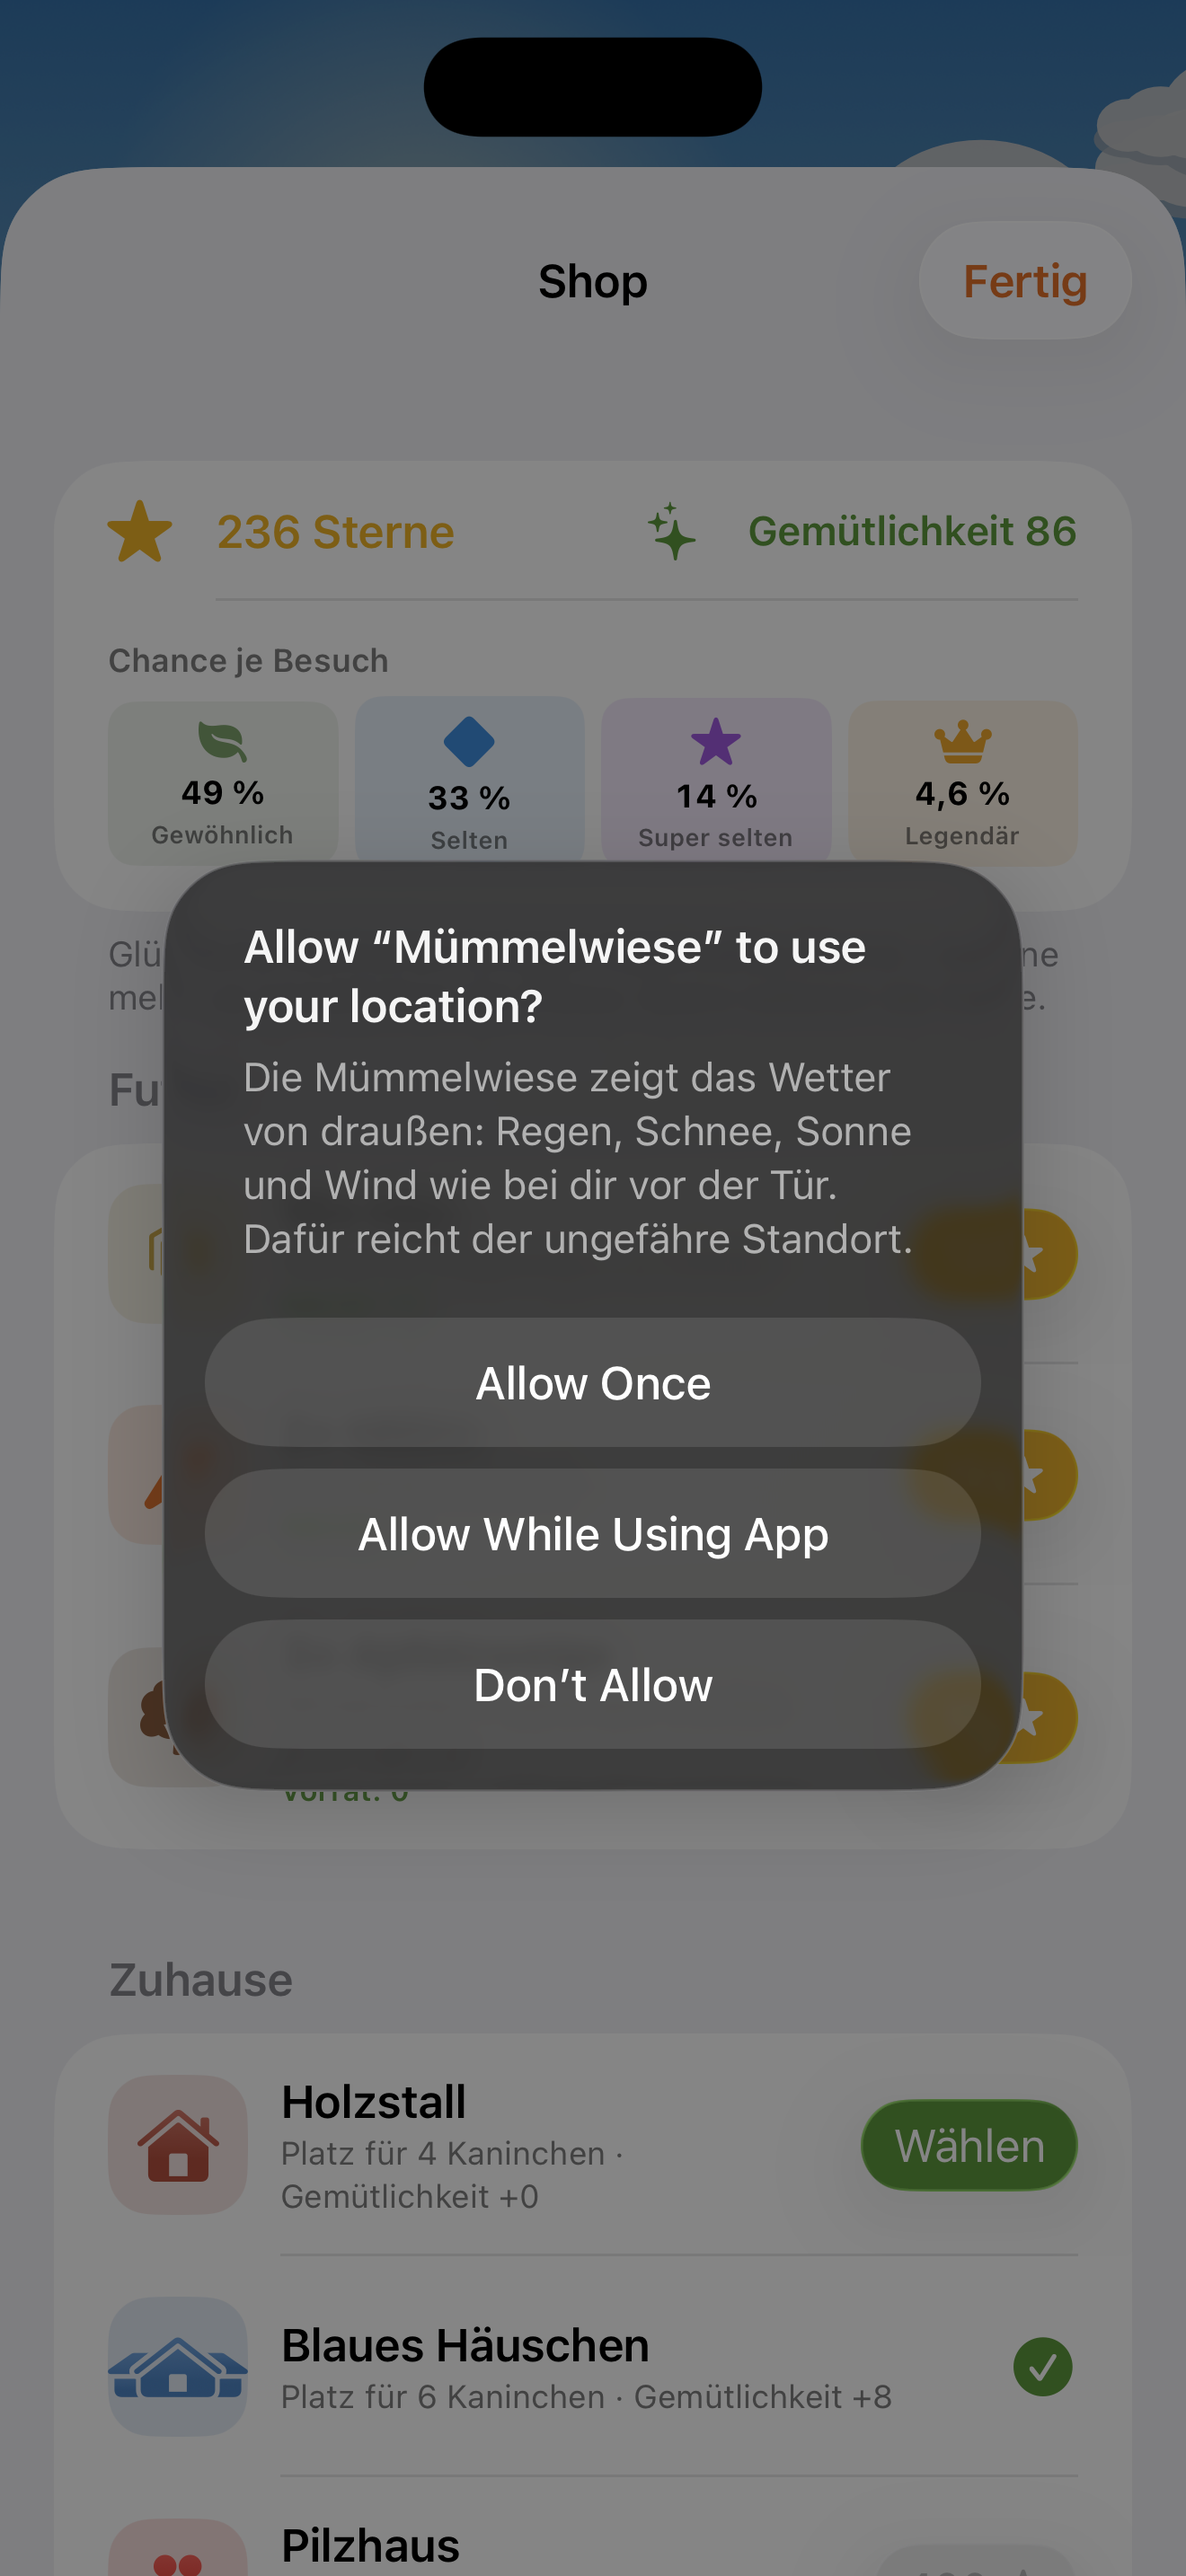 Shop
Fertig
236 Sterne
Gemütlichkeit 86
Chance je Besuch
49 %
33 %
14 %
4,6 %
Gewöhnlich
Selten
Super selten
Legendär
Allow “Mümmelwiese” to use
your location?
Die Mümmelwiese zeigt das Wetter
von draußen: Regen, Schnee, Sonne
und Wind wie bei dir vor der Tür.
Dafür reicht der ungefähre Standort.
Allow Once
Allow While Using App
Don’t Allow
Vorrat: 0
Zuhause
Holzstall
Platz für 4 Kaninchen ·
Gemütlichkeit +0
Wählen
Blaues Häuschen
Platz für 6 Kaninchen · Gemütlichkeit +8
Pilzhaus